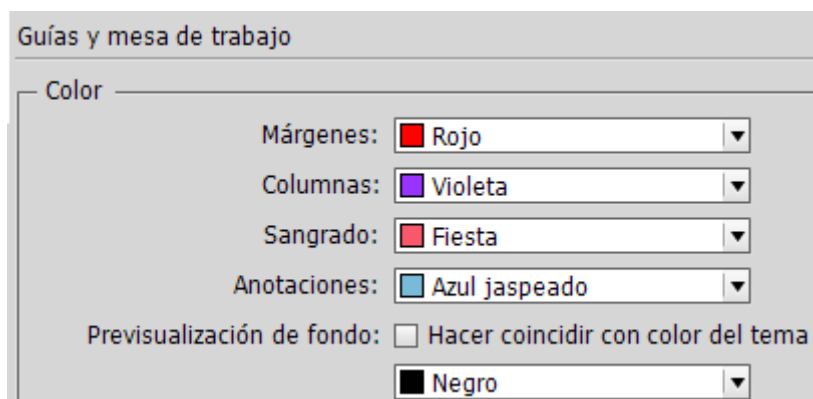 Guías y mesa de trabajo
Color
Márgenes: Rojo
Columnas: Violeta
Sangrado: Fiesta
Anotaciones: Azul jaspeado
Previsualización de fondo: Hacer coincidir con color del tema
Negro